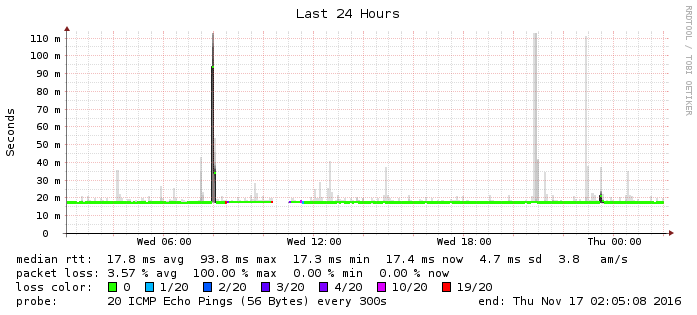 Last 24 Hours
RRDTOOL / TOBI OETIKER
Seconds
110 m
100 m
90 m
80 m
70 m
60 m
50 m
40 m
30 m
20 m
10 m
0
Wed 06:00 Wed 12:00 Wed 18:00 Thu 00:00
median rtt: 17.8 ms avg 93.8 ms max 17.3 ms min 17.4 ms now 4.7 ms sd 3.8 am/s
packet loss: 3.57 % avg 100.00 % max 0.00 % min 0.00 % now
loss color: 0 1/20 2/20 3/20 4/20 10/20 19/20
probe: 20 ICMP Echo Pings (56 Bytes) every 300s end: Thu Nov 17 02:05:08 2016